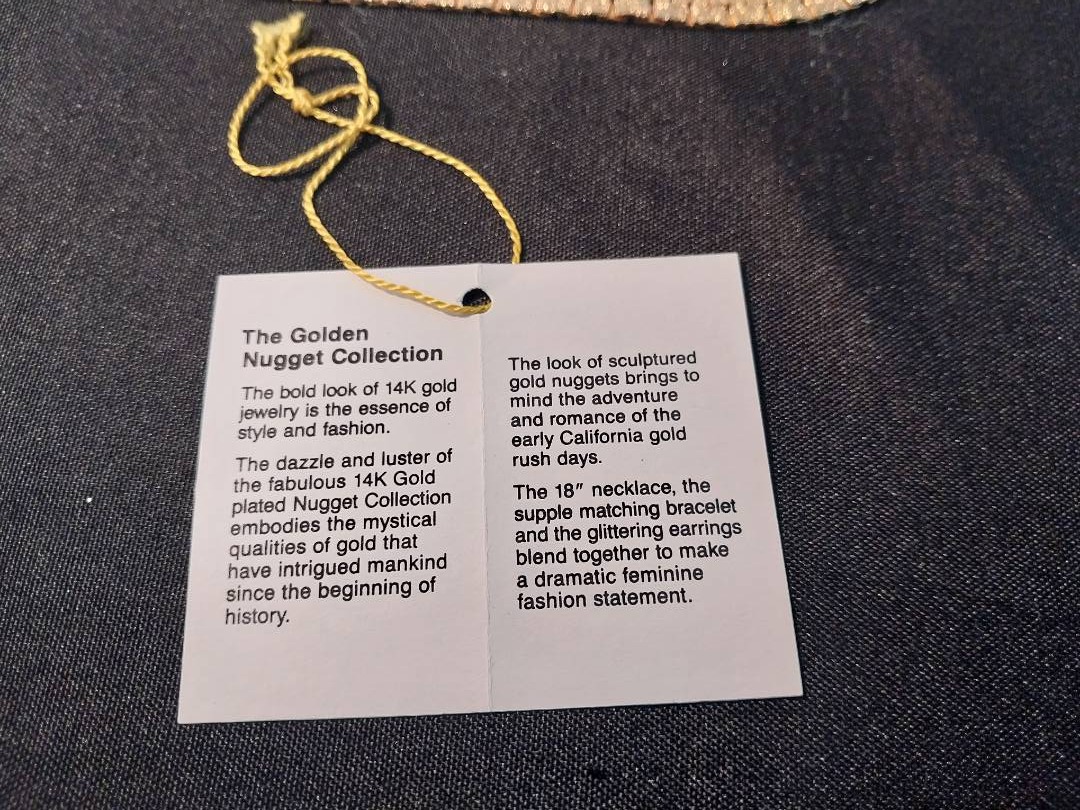 The Golden
Nugget Collection
The bold look of 14K gold
jewelry is the essence of
style and fashion.
The dazzle and luster of
the fabulous 14K Gold
plated Nugget Collection
embodies the mystical
qualities of gold that
have intrigued mankind
since the beginning of
history.
The look of sculptured
gold nuggets brings to
mind the adventure
and romance of the
early California gold
rush days.
The 18″ necklace, the
supple matching bracelet
and the glittering earrings
blend together to make
a dramatic feminine
fashion statement.